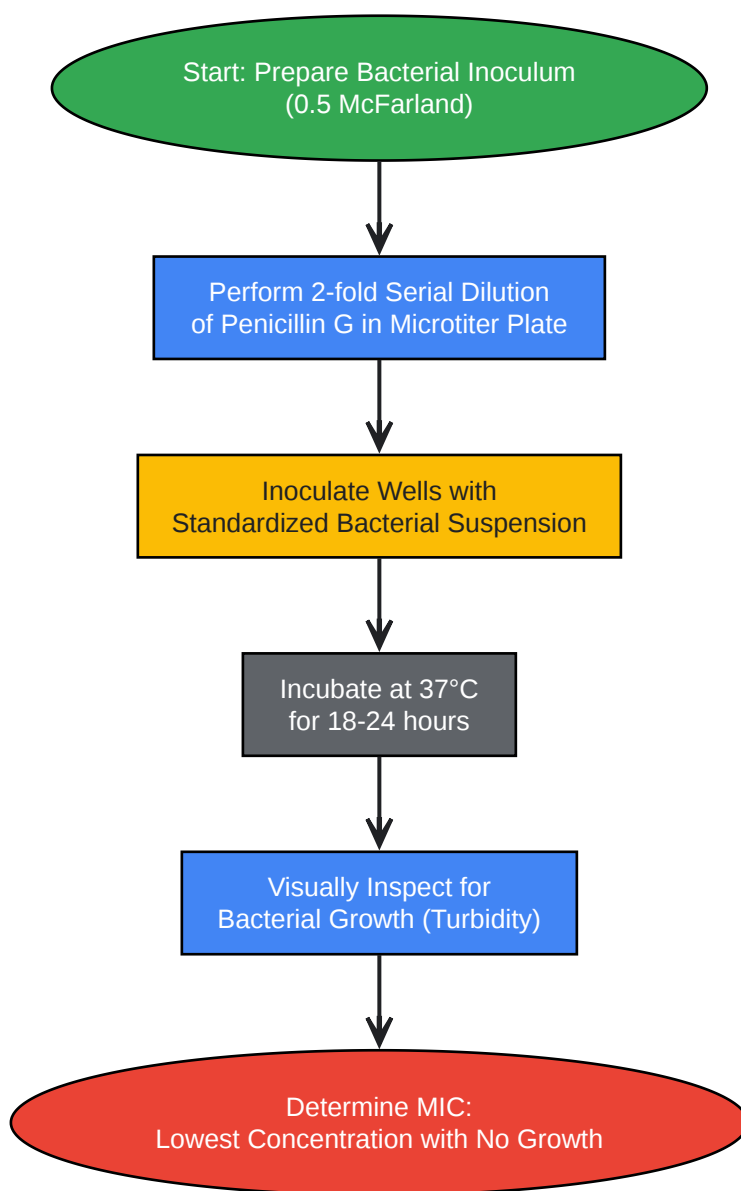 Start: Prepare Bacterial Inoculum
(0.5 McFarland)
Perform 2-fold Serial Dilution
of Penicillin G in Microtiter Plate
Inoculate Wells with
Standardized Bacterial Suspension
Incubate at 37°C
for 18-24 hours
Visually Inspect for
Bacterial Growth (Turbidity)
Determine MIC:
Lowest Concentration with No Growth